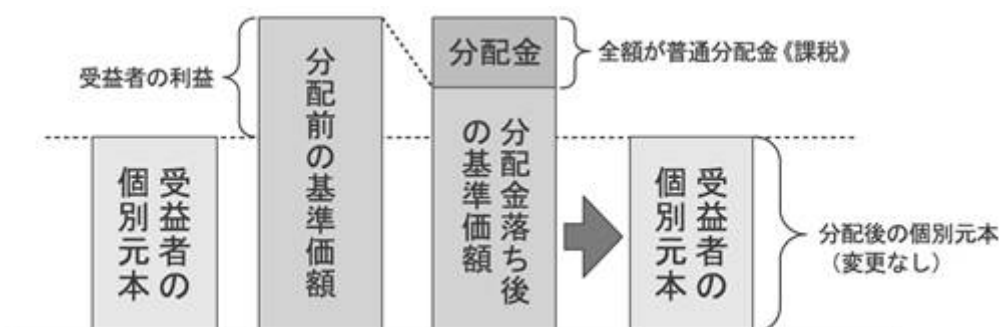 受益者の利益
受益者の
個別元本
分配前の基準価額
分配金
全額が普通分配金《課税》
分配金落ち後
の基準価額
受益者の
個別元本
分配後の個別元本
（変更なし）